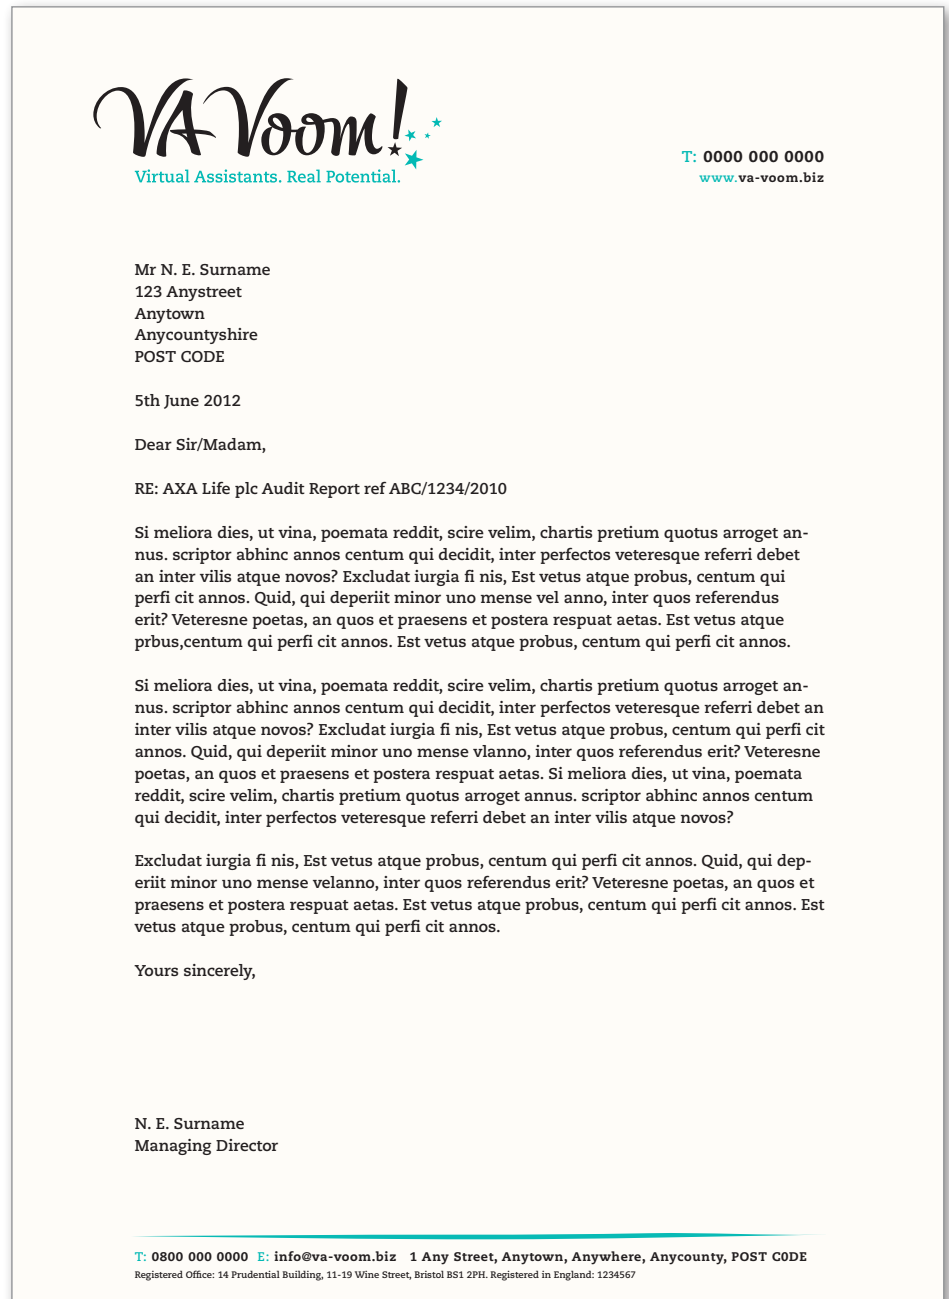 VA Voom!
Virtual Assistants. Real Potential.
T: 0000 000 0000
www.va-voom.biz
Mr N. E. Surname
123 Anystreet
Anytown
Anycountyshire
POST CODE
5th June 2012
Dear Sir/Madam,
RE: AXA Life plc Audit Report ref ABC/1234/2010
Si meliora dies, ut vina, poemata reddit, scire velim, chartis pretium quotus arroget an-
nus. scriptor abhinc annos centum qui decidit, inter perfectos veteresque referri debet
an inter vilis atque novos? Excludat iurgia fi nis, Est vetus atque probus, centum qui
perfi cit annos. Quid, qui deperiit minor uno mense vel anno, inter quos referendus
erit? Veteresne poetas, an quos et praesens et postera respuat aetas. Est vetus atque
prbus,centum qui perfi cit annos. Est vetus atque probus, centum qui perfi cit annos.
Si meliora dies, ut vina, poemata reddit, scire velim, chartis pretium quotus arroget an-
nus. scriptor abhinc annos centum qui decidit, inter perfectos veteresque referri debet an
inter vilis atque novos? Excludat iurgia fi nis, Est vetus atque probus, centum qui perfi cit
annos. Quid, qui deperiit minor uno mense vlanno, inter quos referendus erit? Veteresne
poetas, an quos et praesens et postera respuat aetas. Si meliora dies, ut vina, poemata
reddit, scire velim, chartis pretium quotus arroget annus. scriptor abhinc annos centum
qui decidit, inter perfectos veteresque referri debet an inter vilis atque novos?
Excludat iurgia fi nis, Est vetus atque probus, centum qui perfi cit annos. Quid, qui dep-
eriit minor uno mense velanno, inter quos referendus erit? Veteresne poetas, an quos et
praesens et postera respuat aetas. Est vetus atque probus, centum qui perfi cit annos. Est
vetus atque probus, centum qui perfi cit annos.
Yours sincerely,
N. E. Surname
Managing Director
T: 0800 000 0000 E: info@va-voom.biz 1 Any Street, Anytown, Anywhere, Anycounty, POST C0DE
Registered Office: 14 Prudential Building, 11-19 Wine Street, Bristol BS1 2PH. Registered in England: 1234567